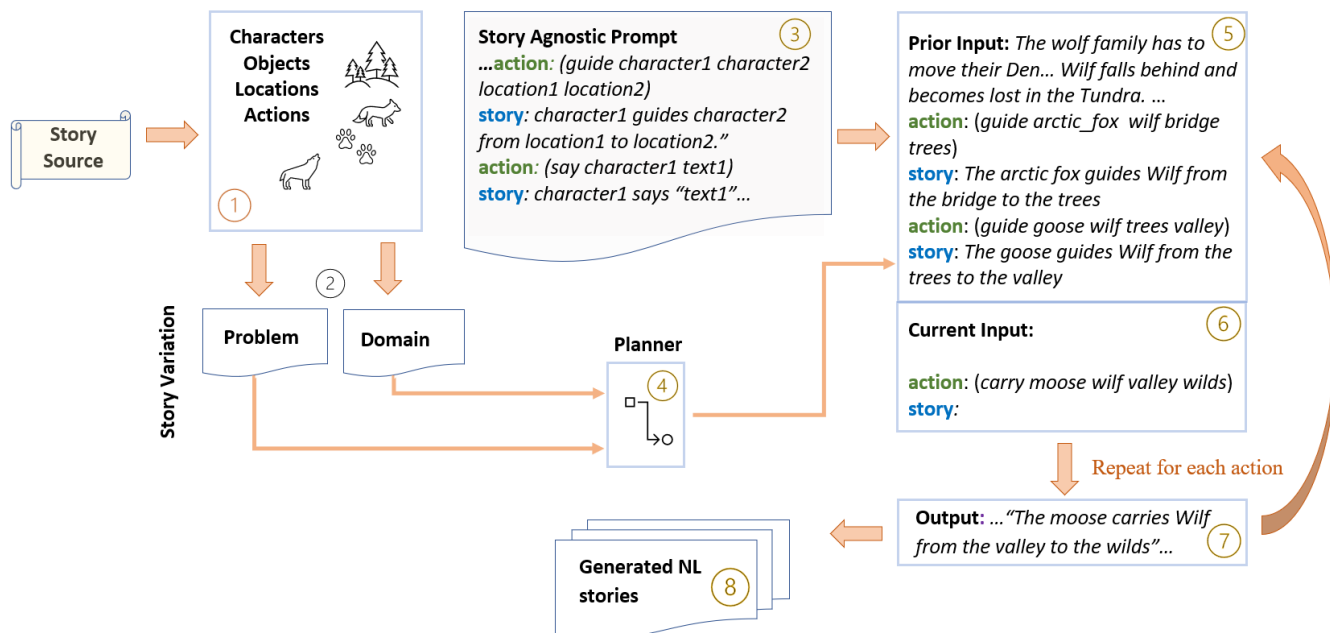 Story
Source
Characters
Objects
Locations
Actions
1
2
Story Variation
Problem
Domain
Story Agnostic Prompt
3
...action: (guide character1 character2
location1 location2)
story: character1 guides character2
from location1 to location2.”
action: (say character1 text1)
story: character1 says “text1”…
Planner
4
Prior Input: The wolf family has to
5
move their Den... Wilf falls behind and
becomes lost in the Tundra. ...
action: (guide arctic_fox wilf bridge
trees)
story: The arctic fox guides Wilf from
the bridge to the trees
action: (guide goose wilf trees valley)
story: The goose guides Wilf from the
trees to the valley
Current Input:
6
action: (carry moose wilf valley wilds)
story:
Repeat for each action
Output: ...“The moose carries Wilf
from the valley to the wilds”...
7
Generated NL
stories
8